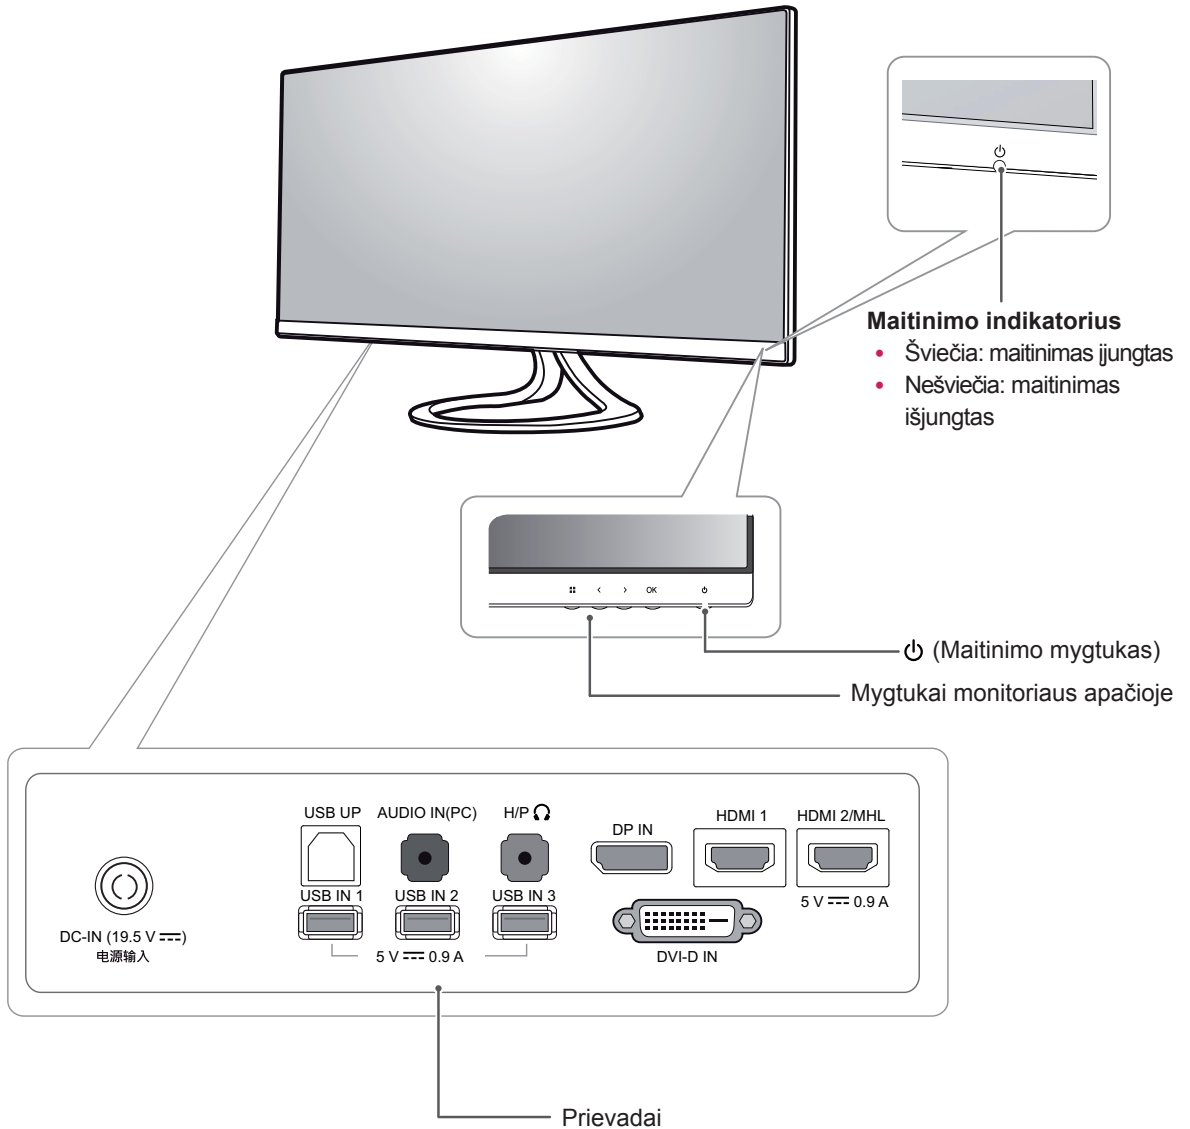 Maitinimo indikatorius
• Šviečia: maitinimas įjungtas
• Nešviečia: maitinimas
išjungtas
OK
(Maitinimo mygtukas)
Mygtukai monitoriaus apačioje
USB UP
AUDIO IN(PC)
H/P
DP IN
HDMI 1
HDMI 2/MHL
USB IN 1
USB IN 2
USB IN 3
5 V 0.9 A
DC-IN (19.5 V)
电源输入
5 V 0.9 A
DVI-D IN
Prievadai